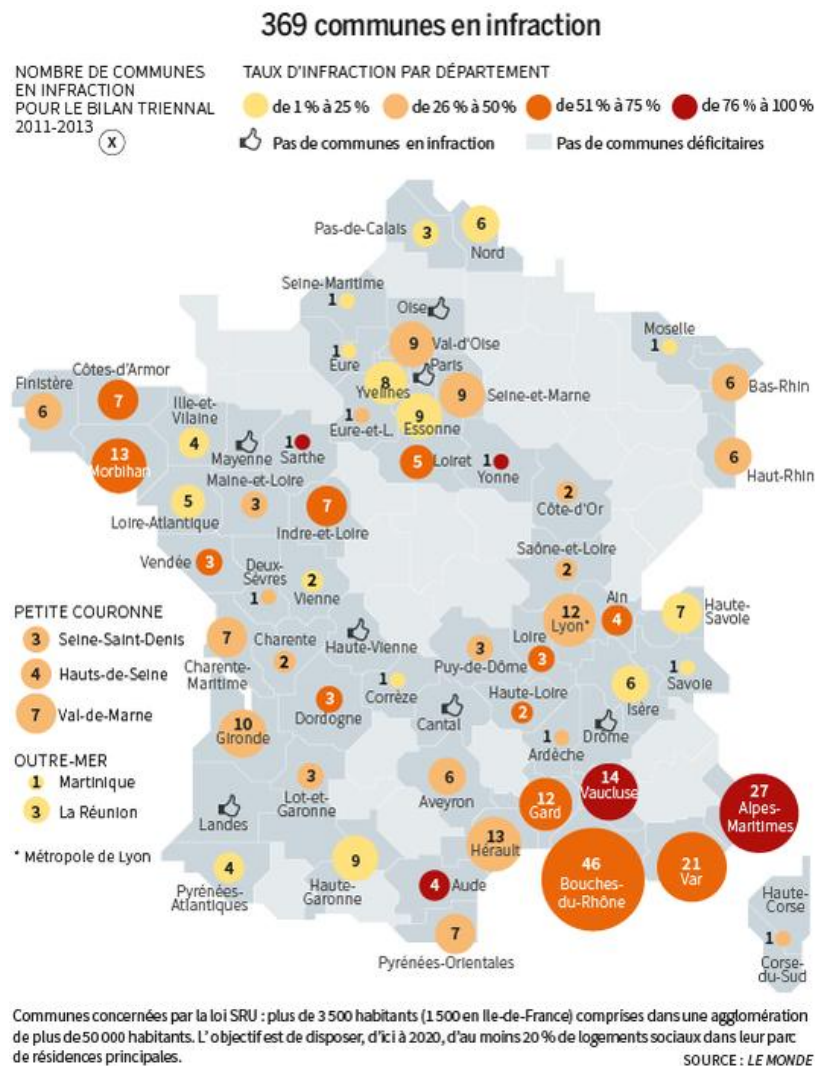 369 communes en infraction
NOMBRE DE COMMUNES
EN INFRACTION
POUR LE BILAN TRIENNAL
2011-2013
X
TAUX D'INFRACTION PAR DÉPARTEMENT
de 1 % à 25 %
de 26 % à 50 %
de 51 % à 75 %
de 76 % à 100 %
Pas de communes en infraction
Pas de communes déficitaires
Pas-de-Calais
3
6
Nord
Seine-Maritime
1
Oise
9
Val-d'Oise
1
Eure
Paris
8
Yvelines
9
Seine-et-Marne
9
Essonne
1
Eure-et-L.
Moselle
1
6
Bas-Rhin
6
Haut-Rhin
Finistère
6
Côtes-d'Armor
7
Ille-et-
Vilaine
4
13
Morbihan
Mayenne
1
Sarthe
5
Loiret
1
Yonne
Maine-et-Loire
3
5
Loire-Atlantique
7
Indre-et-Loire
2
Côte-d'Or
Saône-et-Loire
2
Vendée
3
Deux-
Sèvres
1
2
Vienne
Ain
4
12
Lyon*
7
Haute-
Savoie
PETITE COURONNE
3
Seine-Saint-Denis
4
Hauts-de-Seine
7
Val-de-Marne
7
Charente-
Maritime
Charente
2
Haute-Vienne
3
Puy-de-Dôme
Loire
3
1
Savoie
6
Isère
1
Corrèze
3
Dordogne
Cantal
Haute-Loire
2
1
Ardèche
Drôme
10
Gironde
OUTRE-MER
1
Martinique
3
La Réunion
* Métropole de Lyon
3
Lot-et-
Garonne
6
Aveyron
12
Gard
14
Vaucluse
27
Alpes-
Maritimes
Landes
13
Hérault
46
Bouches-
du-Rhône
21
Var
4
Pyrénées-
Atlantiques
9
Haute-
Garonne
4
Aude
7
Pyrénées-Orientales
Haute-
Corse
1
Corse-
du-Sud
Communes concernées par la loi SRU : plus de 3 500 habitants (1 500 en Ile-de-France) comprises dans une agglomération
de plus de 50 000 habitants. L'objectif est de disposer, d'ici à 2020, d'au moins 20 % de logements sociaux dans leur parc
de résidences principales.
SOURCE : LE MONDE